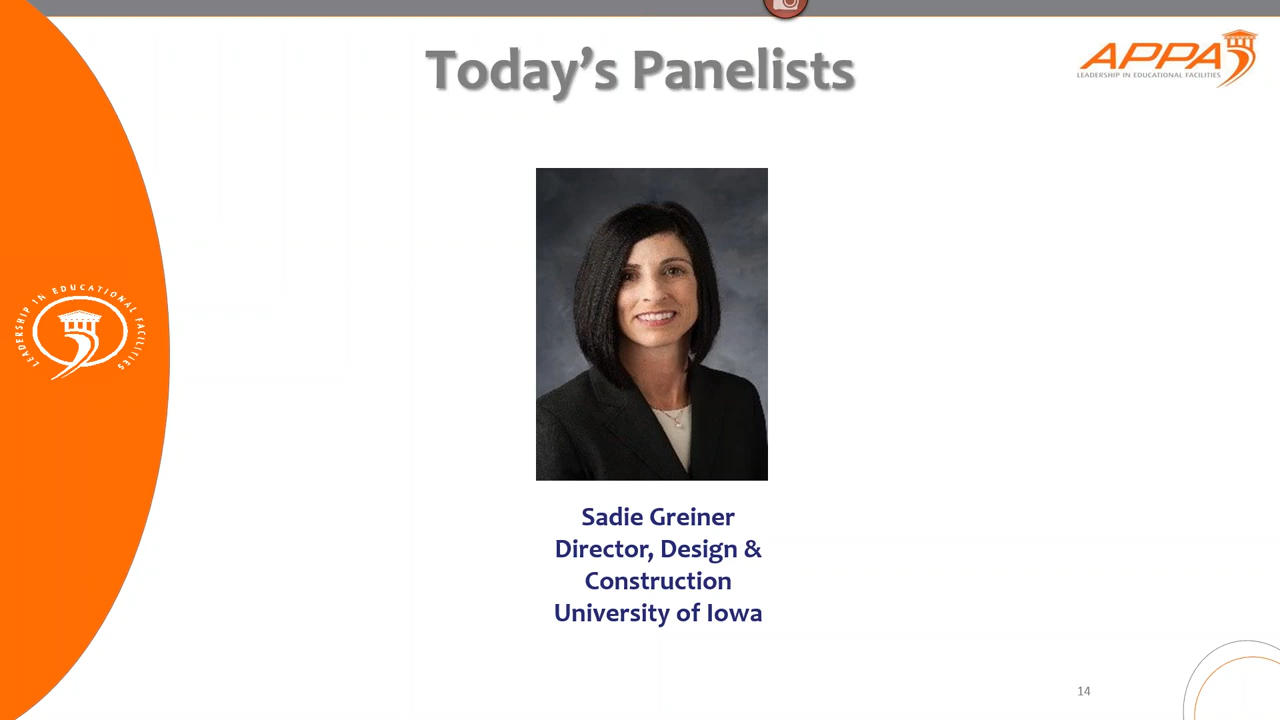 Today’s Panelists
APPA
LEADERSHIP IN EDUCATIONAL FACILITIES
LEADERSHIP IN EDUCATIONAL FACILITIES
Sadie Greiner
Director, Design &
Construction
University of Iowa
14